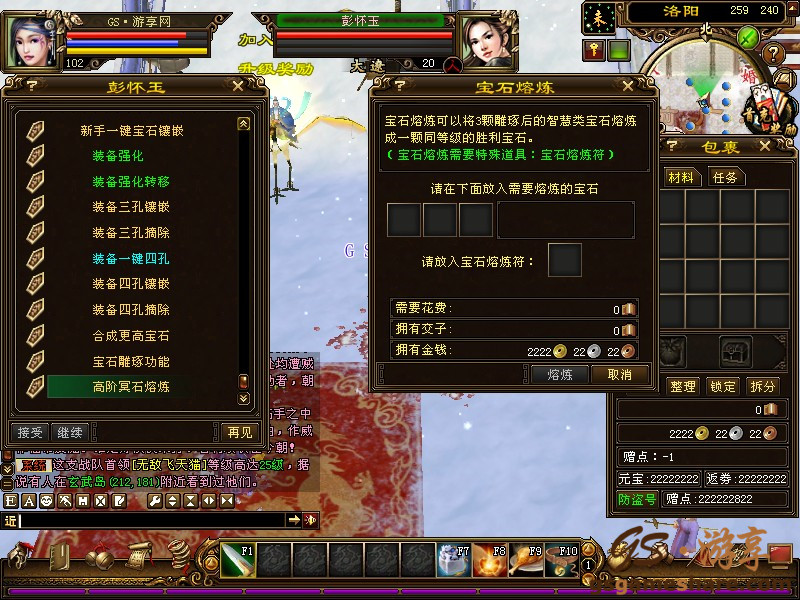 GS·游享网
102
加入
升级奖励
彭怀玉
大遼
20
未
洛阳
259 240
北
彭怀玉
新手一键宝石镶嵌
装备强化
装备强化转移
装备三孔镶嵌
装备三孔摘除
装备一键四孔
装备四孔镶嵌
装备四孔摘除
合成更高宝石
宝石雕琢功能
高阶冥石熔炼
接受
继续
再见
宝石熔炼
宝石熔炼可以将3颗雕琢后的智慧类宝石熔炼
成一颗同等级的胜利宝石。
(宝石熔炼需要特殊道具：宝石熔炼符)
请在下面放入需要熔炼的宝石
请放入宝石熔炼符：
需要花费： 0
拥有交子： 0
拥有金钱： 2222 22 22
熔炼
取消
包裹
材料
任务
整理
锁定
拆分
0
2222 22 22
赠点：-1
元宝：22222222
返券：22222222
防盗号
赠点：222222822
系统 这支战队首领[无敌飞天猫]等级高达25级，据
说有人在玄武岛(212,181)附近看到过他们。
近
F1
F7
F8
F9
F10
1
GS·游享